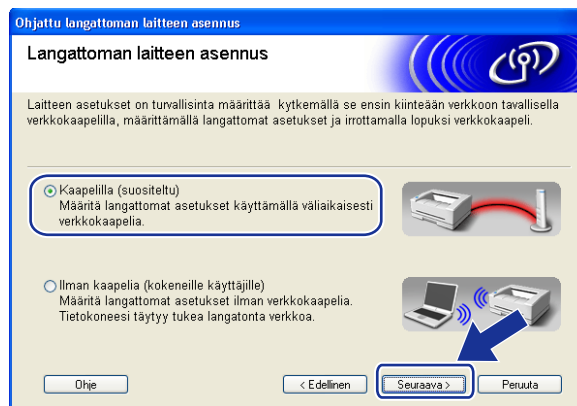 Ohjattu langattoman laitteen asennus
Langattoman laitteen asennus
Laitteen asetukset on turvallisinta määrittää kytkemällä se ensin kiinteään verkkoon tavallisella
verkkokaapelilla, määrittämällä langattomat asetukset ja irrottamalla lopuksi verkkokaapeli.
Kaapelilla (suositeltu)
Määritä langattomat asetukset käyttämällä väliaikaisesti
verkkokaapelia.
Ilman kaapelia (kokeneille käyttäjille)
Määritä langattomat asetukset ilman verkkokaapelia.
Tietokoneesi täytyy tukea langatonta verkkoa.
Ohje
< Edellinen
Seuraava >
Peruuta